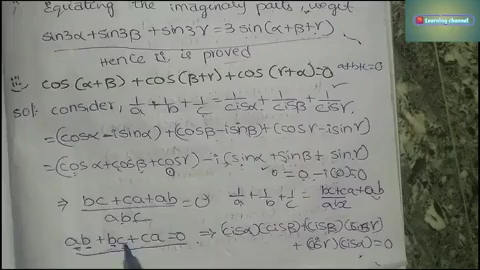 Equating the imaginary parts, we get
sin3α+sin3β+sin3γ=3 sin(α+β+γ)
Hence it is proved
Learning channel
iii) cos(α+β)+cos(β+γ)+cos(γ+α)=0 a+b+c=0
sol: consider, 1/a+1/b+1/c=1/cisα+1/cisβ+1/cisγ
=(cosα-isinα)+(cosβ-isinβ)+(cosγ-isinγ)
=(cosα+cosβ+cosγ)-i(sinα+sinβ+sinγ)
=0-i(0)=0
⇒ bc+ca+ab/abc=0 1/a+1/b+1/c=bc+ca+ab/abc
ab+bc+ca=0 ⇒(cisα)(cisβ)+(cisβ)(cisγ)
+(cisγ)(cisα)=0